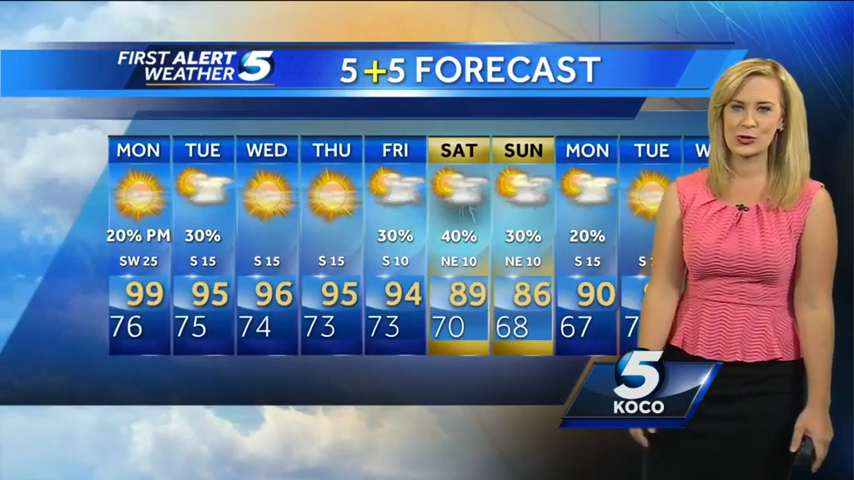 FIRST ALERT 5
WEATHER
5+5 FORECAST
MON TUE WED THU FRI SAT SUN MON TUE
20% PM 30% 30% 40% 30% 20%
SW 25 S 15 S 15 S 15 S 10 NE 10 NE 10 S 15
99 95 96 95 94 89 86 90
76 75 74 73 73 70 68 67
5
KOCO